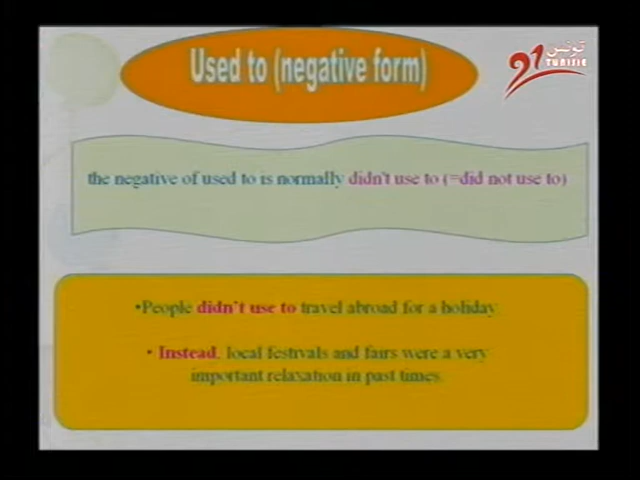 Used to (negative form)
تونس
21
TUNISIE
the negative of used to is normally didn't use to (=did not use to)
•People didn't use to travel abroad for a holiday
• Instead, local festivals and fairs were a very
important relaxation in past times.